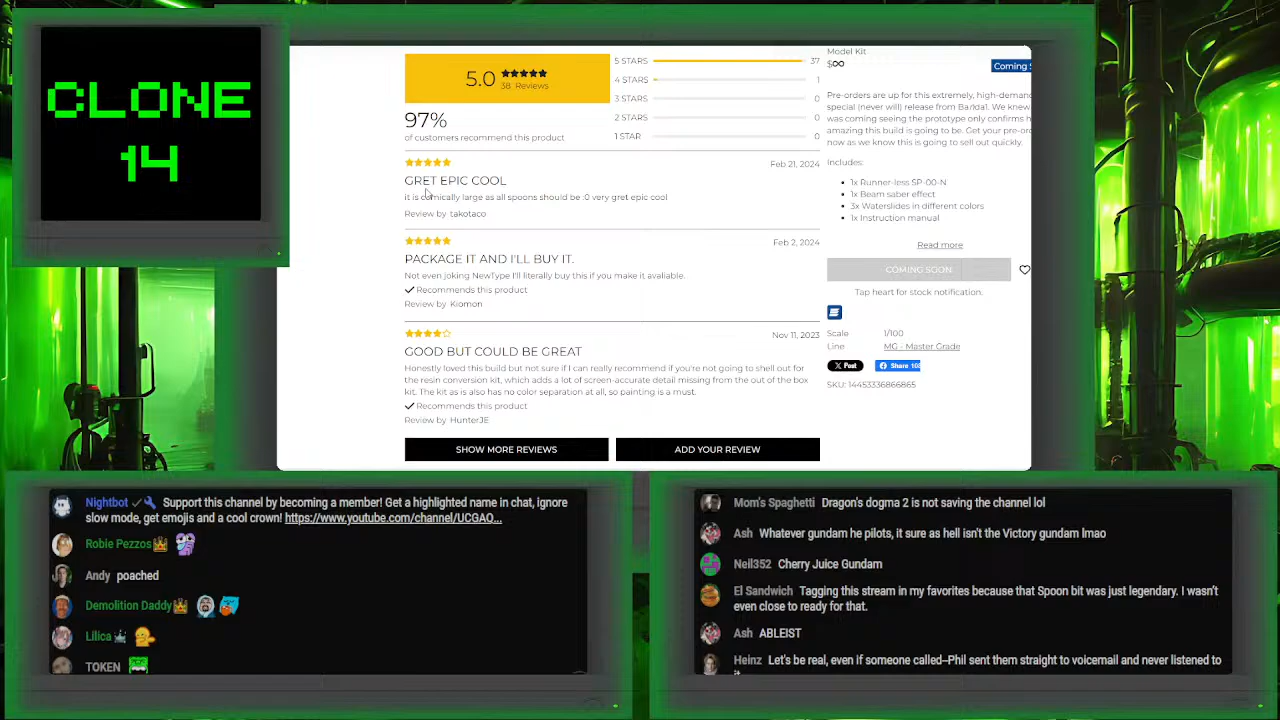 CLONE
14
5.0
38 Reviews
97%
of customers recommend this product
5 STARS 37
4 STARS 1
3 STARS 0
2 STARS 0
1 STAR 0
Feb 21, 2024
GRET EPIC COOL
it is comically large as all spoons should be :0 very gret epic cool
Review by takotaco
Feb 2, 2024
PACKAGE IT AND I'LL BUY IT.
Not even joking NewType I'll literally buy this if you make it avaliable.
Recommends this product
Review by Kiomon
Nov 11, 2023
GOOD BUT COULD BE GREAT
Honestly loved this build but not sure if I can really recommend if you're not going to shell out for
the resin conversion kit, which adds a lot of screen-accurate detail missing from the out of the box
kit. The kit as is also has no color separation at all, so painting is a must.
Recommends this product
Review by HunterJE
SHOW MORE REVIEWS
ADD YOUR REVIEW
Model Kit
$∞
Coming S
Pre-orders are up for this extremely, high-deman
special (never will) release from Ba/da1. We knew
was coming seeing the prototype only confirms h
amazing this build is going to be. Get your pre-or
now as we know this is going to sell out quickly.
Includes:
1x Runner-less SP-00-N
1x Beam saber effect
3x Waterslides in different colors
1x Instruction manual
Read more
COMING SOON
Tap heart for stock notification.
Scale 1/100
Line MG - Master Grade
X Post
Share 108
SKU: 14453336866865
Nightbot Support this channel by becoming a member! Get a highlighted name in chat, ignore
slow mode, get emojis and a cool crown! https://www.youtube.com/channel/UCGAQ...
Robie Pezzos
Andy poached
Demolition Daddy
Lilica
TOKEN
Mom's Spaghetti Dragon's dogma 2 is not saving the channel lol
Ash Whatever gundam he pilots, it sure as hell isn't the Victory gundam lmao
Neil352 Cherry Juice Gundam
El Sandwich Tagging this stream in my favorites because that Spoon bit was just legendary. I wasn't
even close to ready for that.
Ash ABLEIST
Heinz Let's be real, even if someone called--Phil sent them straight to voicemail and never listened to